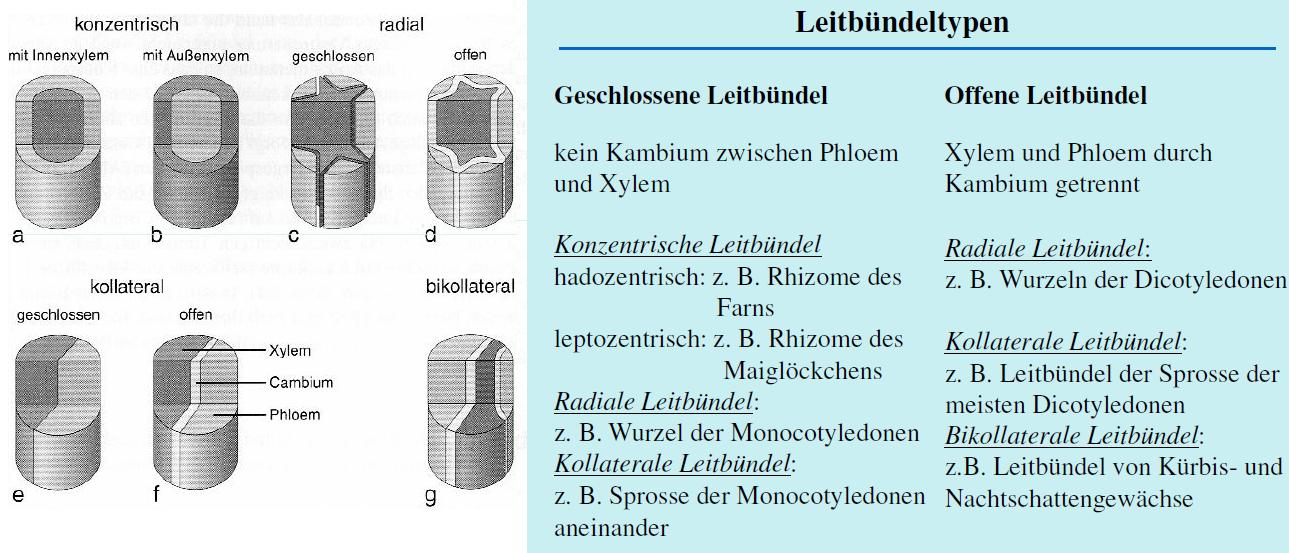 konzentrisch
radial
mit Innenxylem
mit Außenxylem
geschlossen
offen
a
b
c
d
kollateral
bikollateral
geschlossen
offen
Xylem
Cambium
Phloem
e
f
g
Leitbündeltypen
Geschlossene Leitbündel
kein Kambium zwischen Phloem
und Xylem
Konzentrische Leitbündel
hadozentrisch: z. B. Rhizome des
Farns
leptozentrisch: z. B. Rhizome des
Maiglöckchens
Radiale Leitbündel:
z. B. Wurzel der Monocotyledonen
Kollaterale Leitbündel:
z. B. Sprosse der Monocotyledonen
aneinander
Offene Leitbündel
Xylem und Phloem durch
Kambium getrennt
Radiale Leitbündel:
z. B. Wurzeln der Dicotyledonen
Kollaterale Leitbündel:
z. B. Leitbündel der Sprosse der
meisten Dicotyledonen
Bikollaterale Leitbündel:
z.B. Leitbündel von Kürbis- und
Nachtschattengewächse